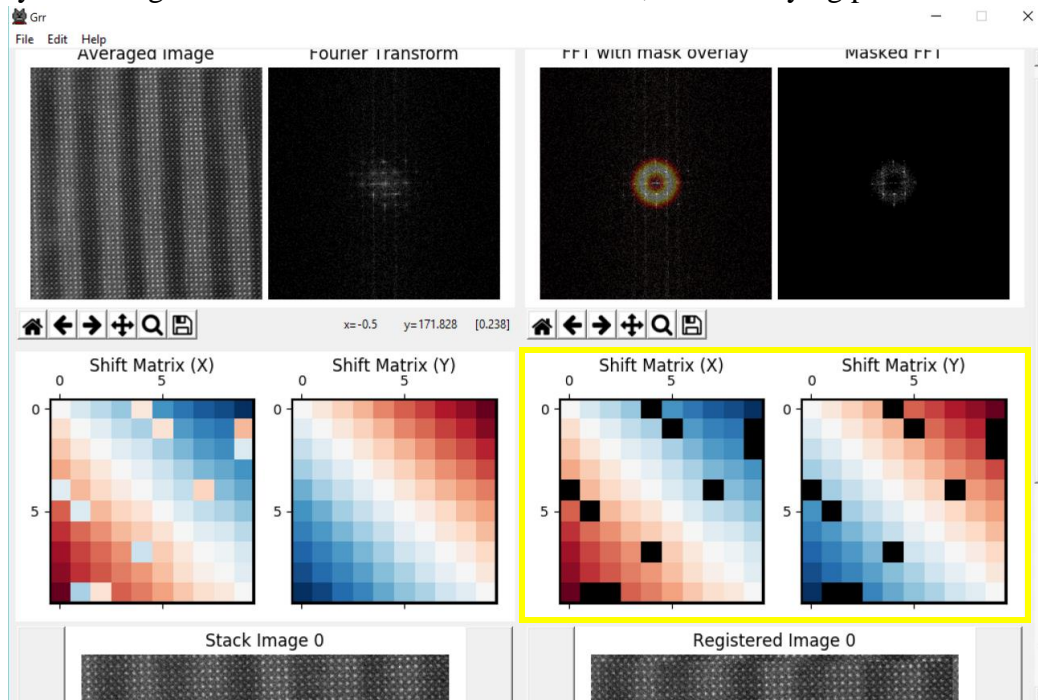 Grr
File Edit Help
Averaged Image Fourier Transform FFT with mask overlay Masked FFT
x=-0.5 y=171.828 [0.238]
Shift Matrix (X) Shift Matrix (Y) Shift Matrix (X) Shift Matrix (Y)
0 5 0 5 0 5 0 5
0 0 0 0
5 5 5 5
Stack Image 0 Registered Image 0